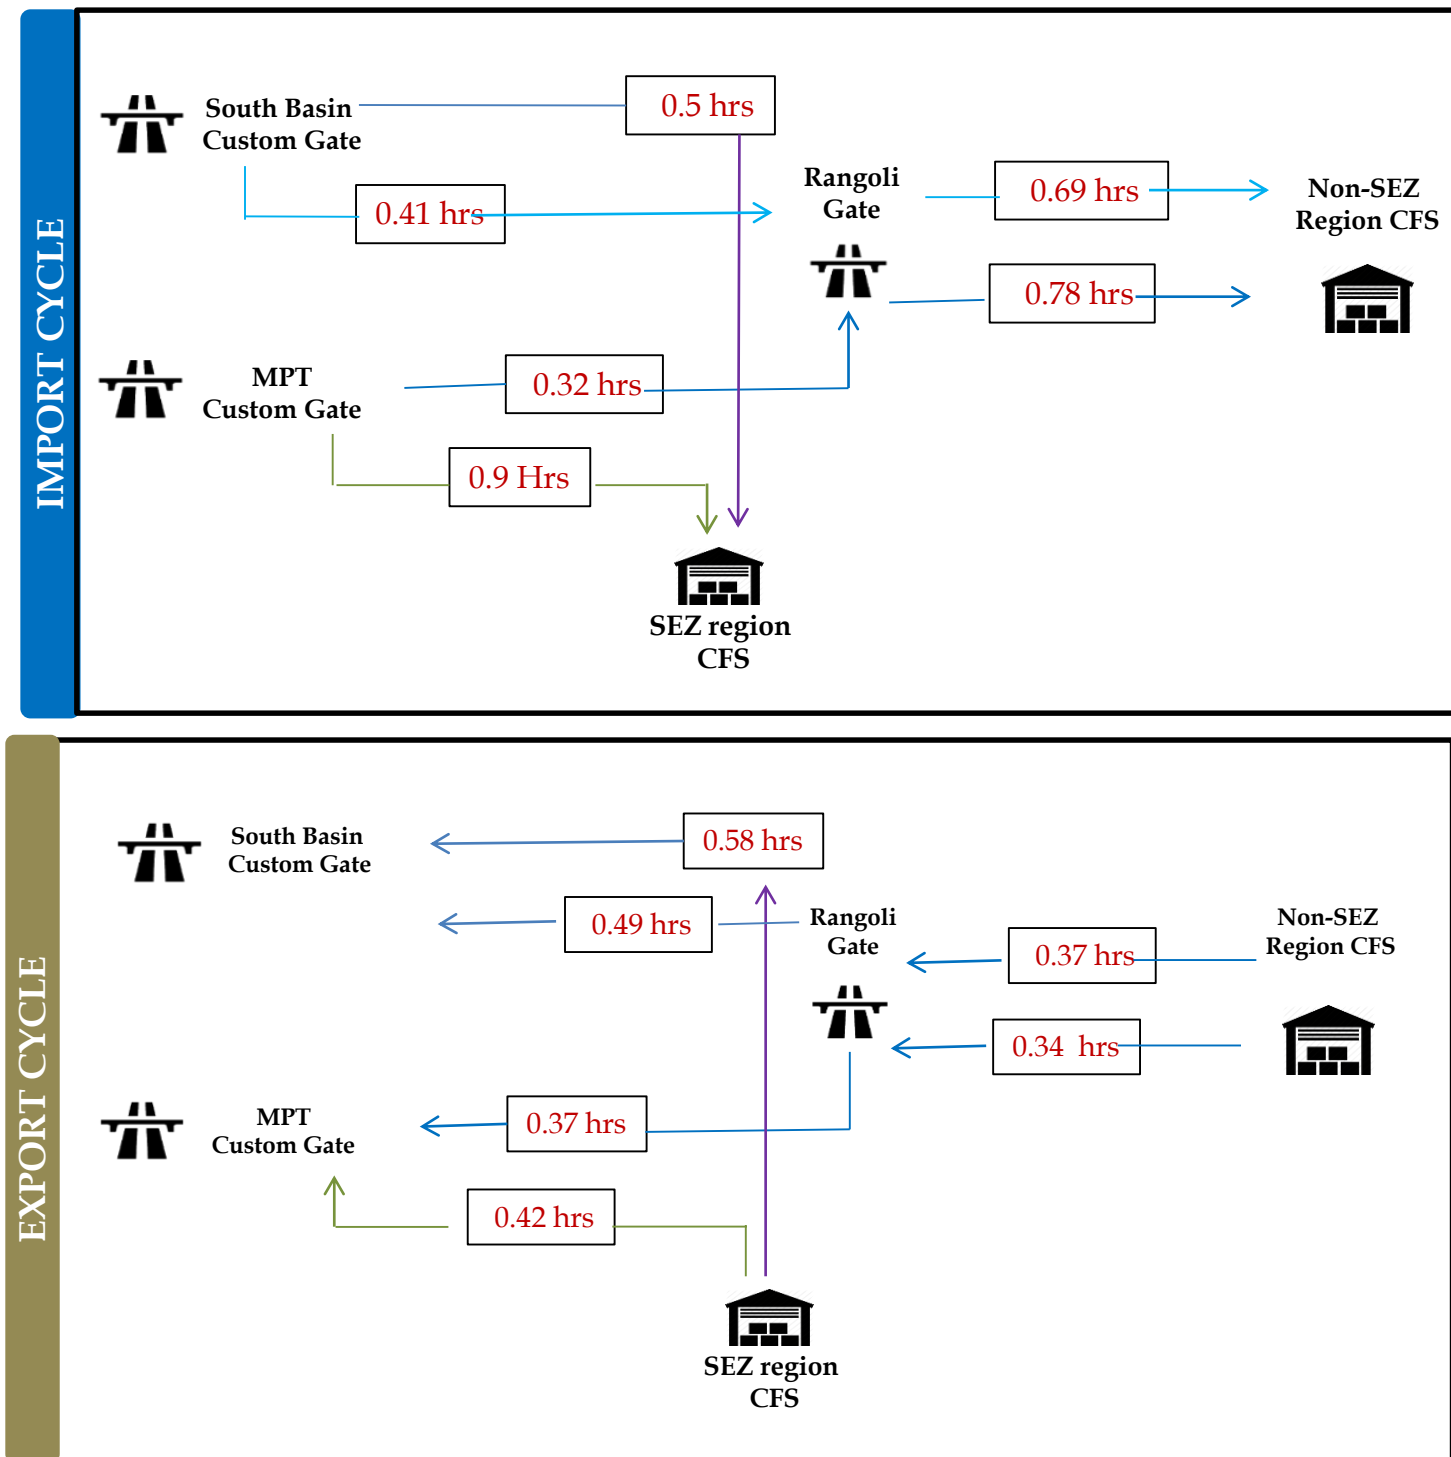 IMPORT CYCLE
South Basin
Custom Gate
0.5 hrs
0.41 hrs
Rangoli
Gate
0.69 hrs
Non-SEZ
Region CFS
0.78 hrs
MPT
Custom Gate
0.32 hrs
0.9 Hrs
SEZ region
CFS
EXPORT CYCLE
South Basin
Custom Gate
0.58 hrs
0.49 hrs
Rangoli
Gate
0.37 hrs
Non-SEZ
Region CFS
0.34 hrs
MPT
Custom Gate
0.37 hrs
0.42 hrs
SEZ region
CFS